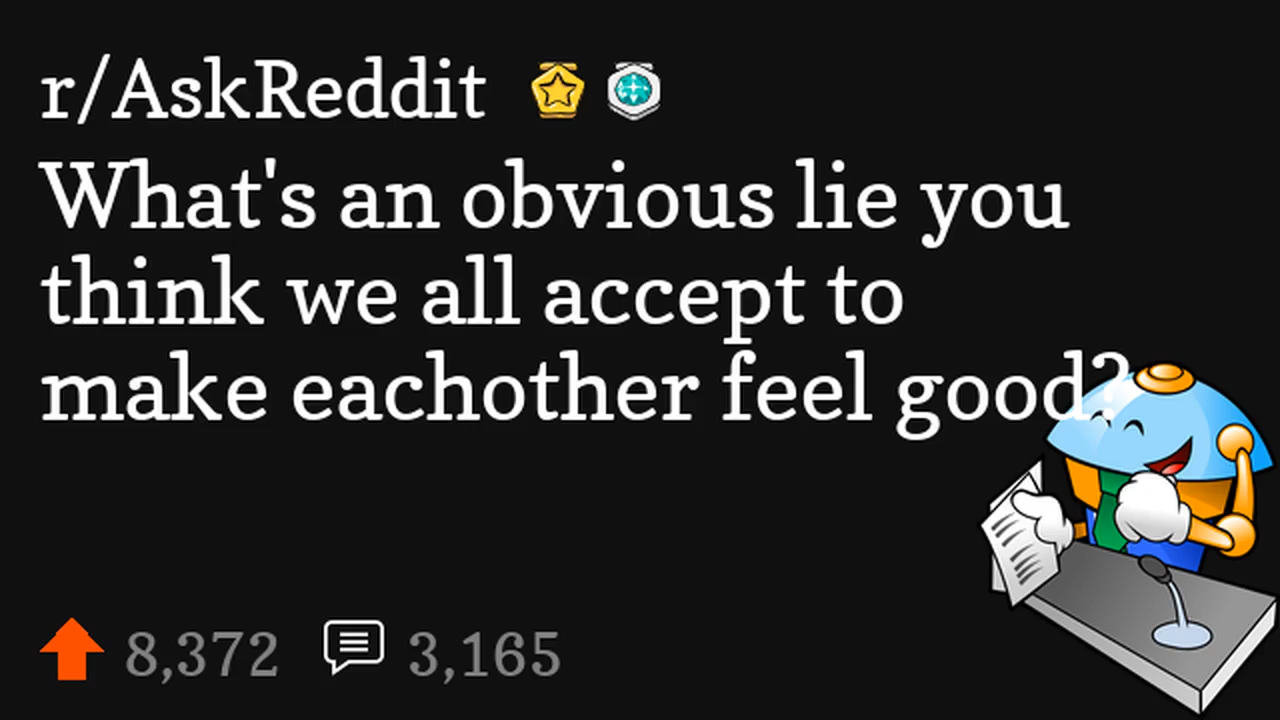 r/AskReddit
What's an obvious lie you
think we all accept to
make eachother feel good?
8,372 3,165